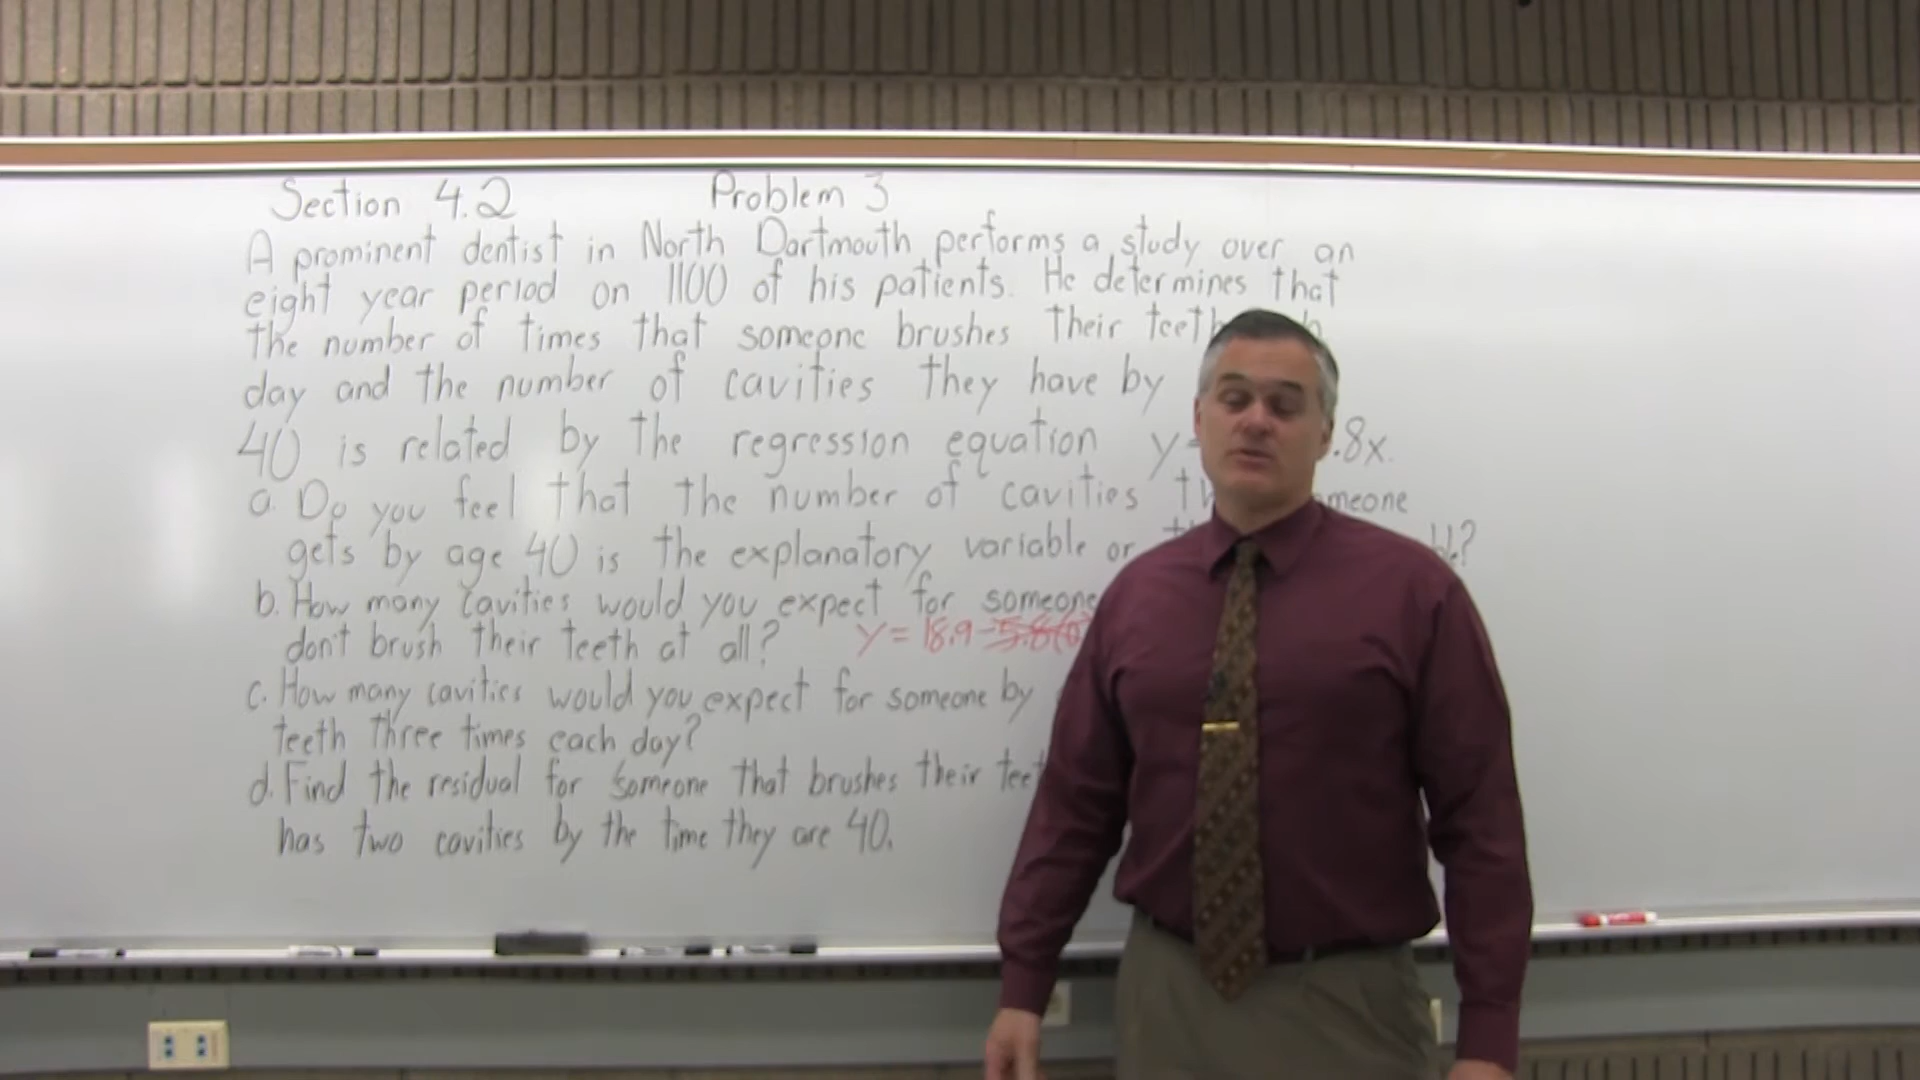 Section 4.2 Problem 3
A prominent dentist in North Dartmouth performs a study over an
eight year period on 1100 of his patients. He determines that
the number of times that someone brushes their
day and the number of cavities they have by
40 is related by the regression equation y .8x.
a. Do you feel that the number of cavities
gets by age 40 is the explanatory variable or
b. How many cavities would you expect for someone
don't brush their teeth at all? y = 18.9 - 5.8(0
c. How many cavities would you expect for someone by
teeth three times each day?
d. Find the residual for someone that brushes their
has two cavities by the time they are 40.